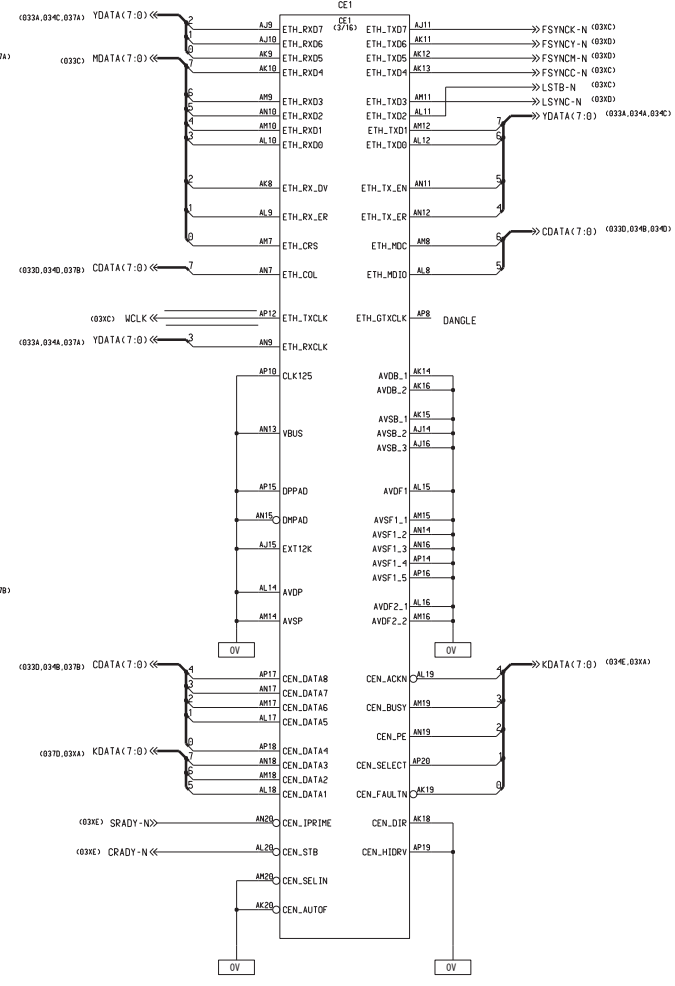 CE1
CE1
(3/16)
(033A,034C,037A) YDATA(7:0) 2 AJ9 ETH_RXD7 ETH_TXD7 AJ11 FSYNCK-N (03XC)
1 AJ10 ETH_RXD6 ETH_TXD6 AK11 FSYNCY-N (03XD)
0 AK9 ETH_RXD5 ETH_TXD5 AK12 FSYNCM-N (03XD)
(033C) MDATA(7:0) 7 AK10 ETH_RXD4 ETH_TXD4 AK13 FSYNCC-N (03XC)
LSTB-N (03XC)
6 AM9 ETH_RXD3 ETH_TXD3 AM11 LSYNC-N (03XD)
5 AN10 ETH_RXD2 ETH_TXD2 AL11 YDATA(7:0) (033A,034A,034C)
4 AM10 ETH_RXD1 ETH_TXD1 AM12 7
3 AL10 ETH_RXD0 ETH_TXD0 AL12 6
2 AK8 ETH_RX_DV ETH_TX_EN AN11 5
1 AL9 ETH_RX_ER ETH_TX_ER AN12 4
0 AM7 ETH_CRS ETH_MDC AM8 6 CDATA(7:0) (033D,034B,034D)
(033D,034D,037B) CDATA(7:0) 7 AN7 ETH_COL ETH_MDIO AL8 5
(03XC) WCLK AP12 ETH_TXCLK ETH_GTXCLK AP8 DANGLE
(033A,034A,037A) YDATA(7:0) 3 AN9 ETH_RXCLK
AP10 CLK125 AVDB_1 AK14
AVDB_2 AK16
AVSB_1 AK15
AN13 VBUS AVSB_2 AJ14
AVSB_3 AJ16
AP15 DPPAD AVDF1 AL15
AN15 DMPAD AVSF1_1 AM15
AVSF1_2 AN14
AJ15 EXT12K AVSF1_3 AN16
AVSF1_4 AP14
AVSF1_5 AP16
AL14 AVDP
AVDF2_1 AL16
AM14 AVSP AVDF2_2 AM16
0V 0V
(033D,034B,037B) CDATA(7:0) 4 AP17 CEN_DATA8 CEN_ACKN AL19 4 KDATA(7:0) (034E,03XA)
3 AN17 CEN_DATA7
2 AM17 CEN_DATA6 CEN_BUSY AM19 3
1 AL17 CEN_DATA5
CEN_PE AN19 2
0 AP18 CEN_DATA4
(037D,03XA) KDATA(7:0) 7 AN18 CEN_DATA3 CEN_SELECT AP20 1
6 AM18 CEN_DATA2
5 AL18 CEN_DATA1 CEN_FAULTN AK19 0
(03XE) SRADY-N AN20 CEN_IPRIME CEN_DIR AK18
(03XE) CRADY-N AL20 CEN_STB CEN_HIDRV AP19
AM20 CEN_SELIN
AK20 CEN_AUTOF
0V 0V